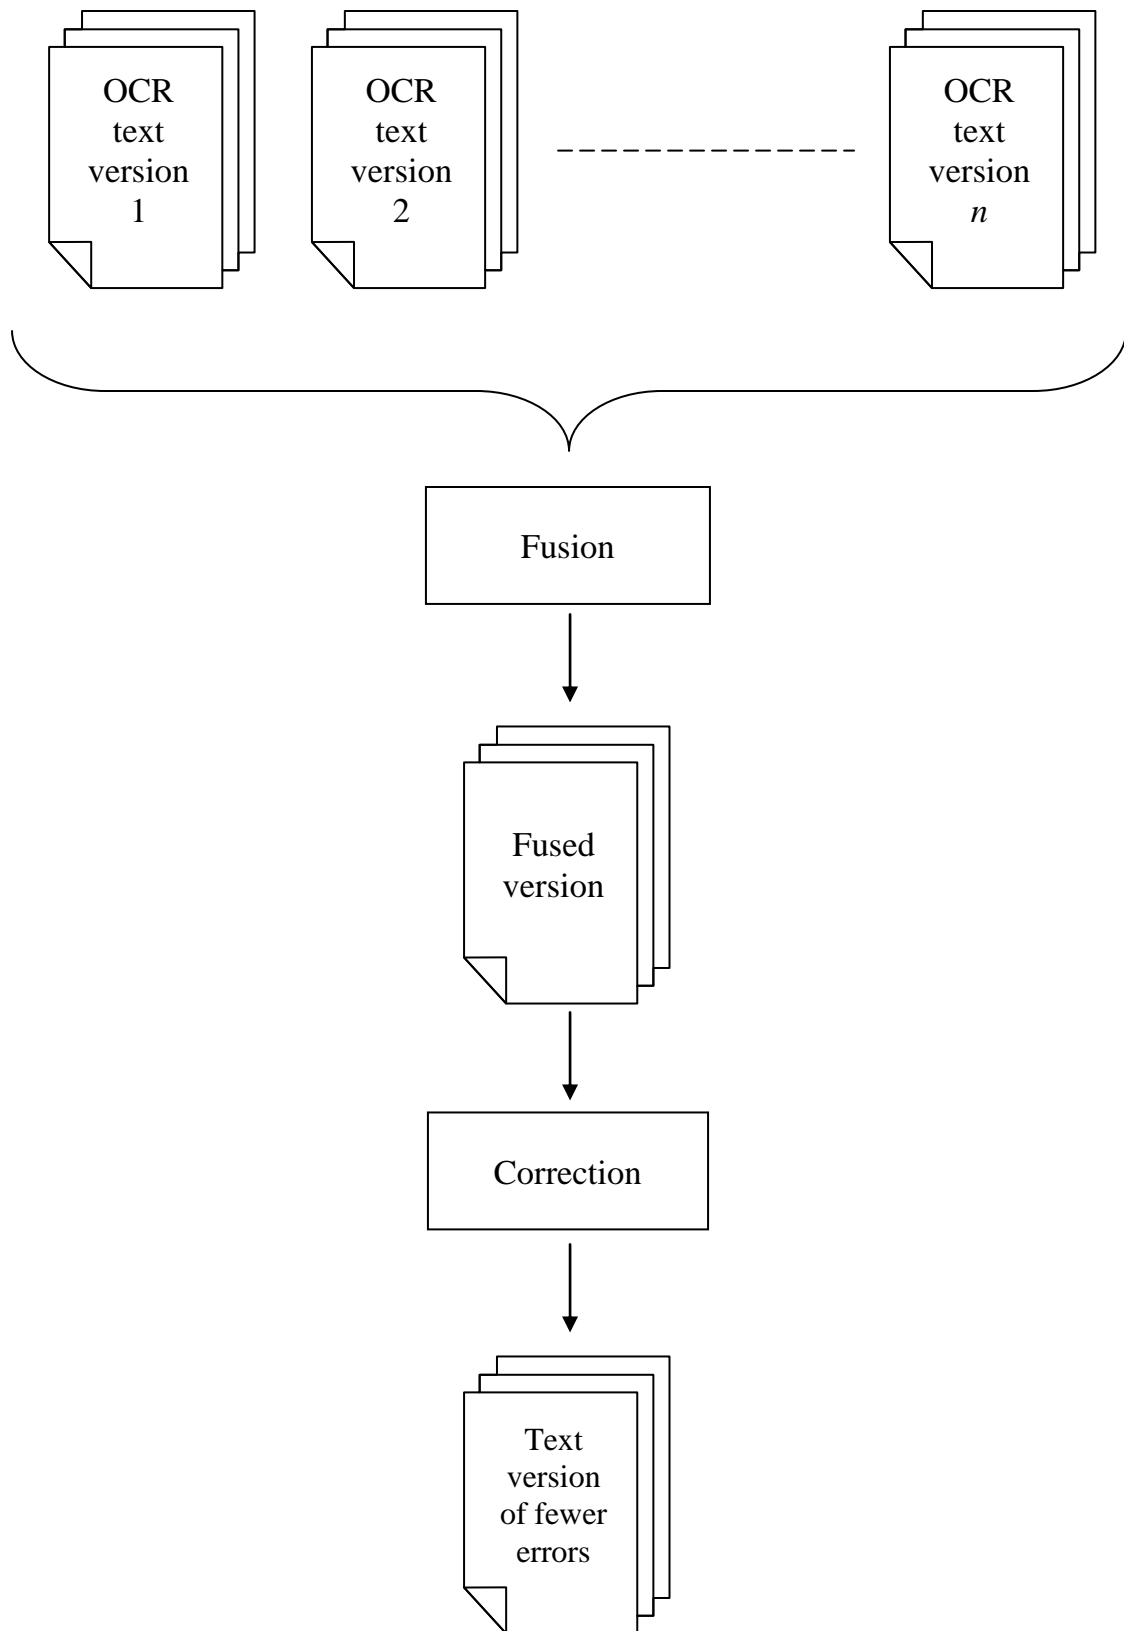 OCR
text
version
1
OCR
text
version
2
OCR
text
version
n
Fusion
Fused
version
Correction
Text
version
of fewer
errors